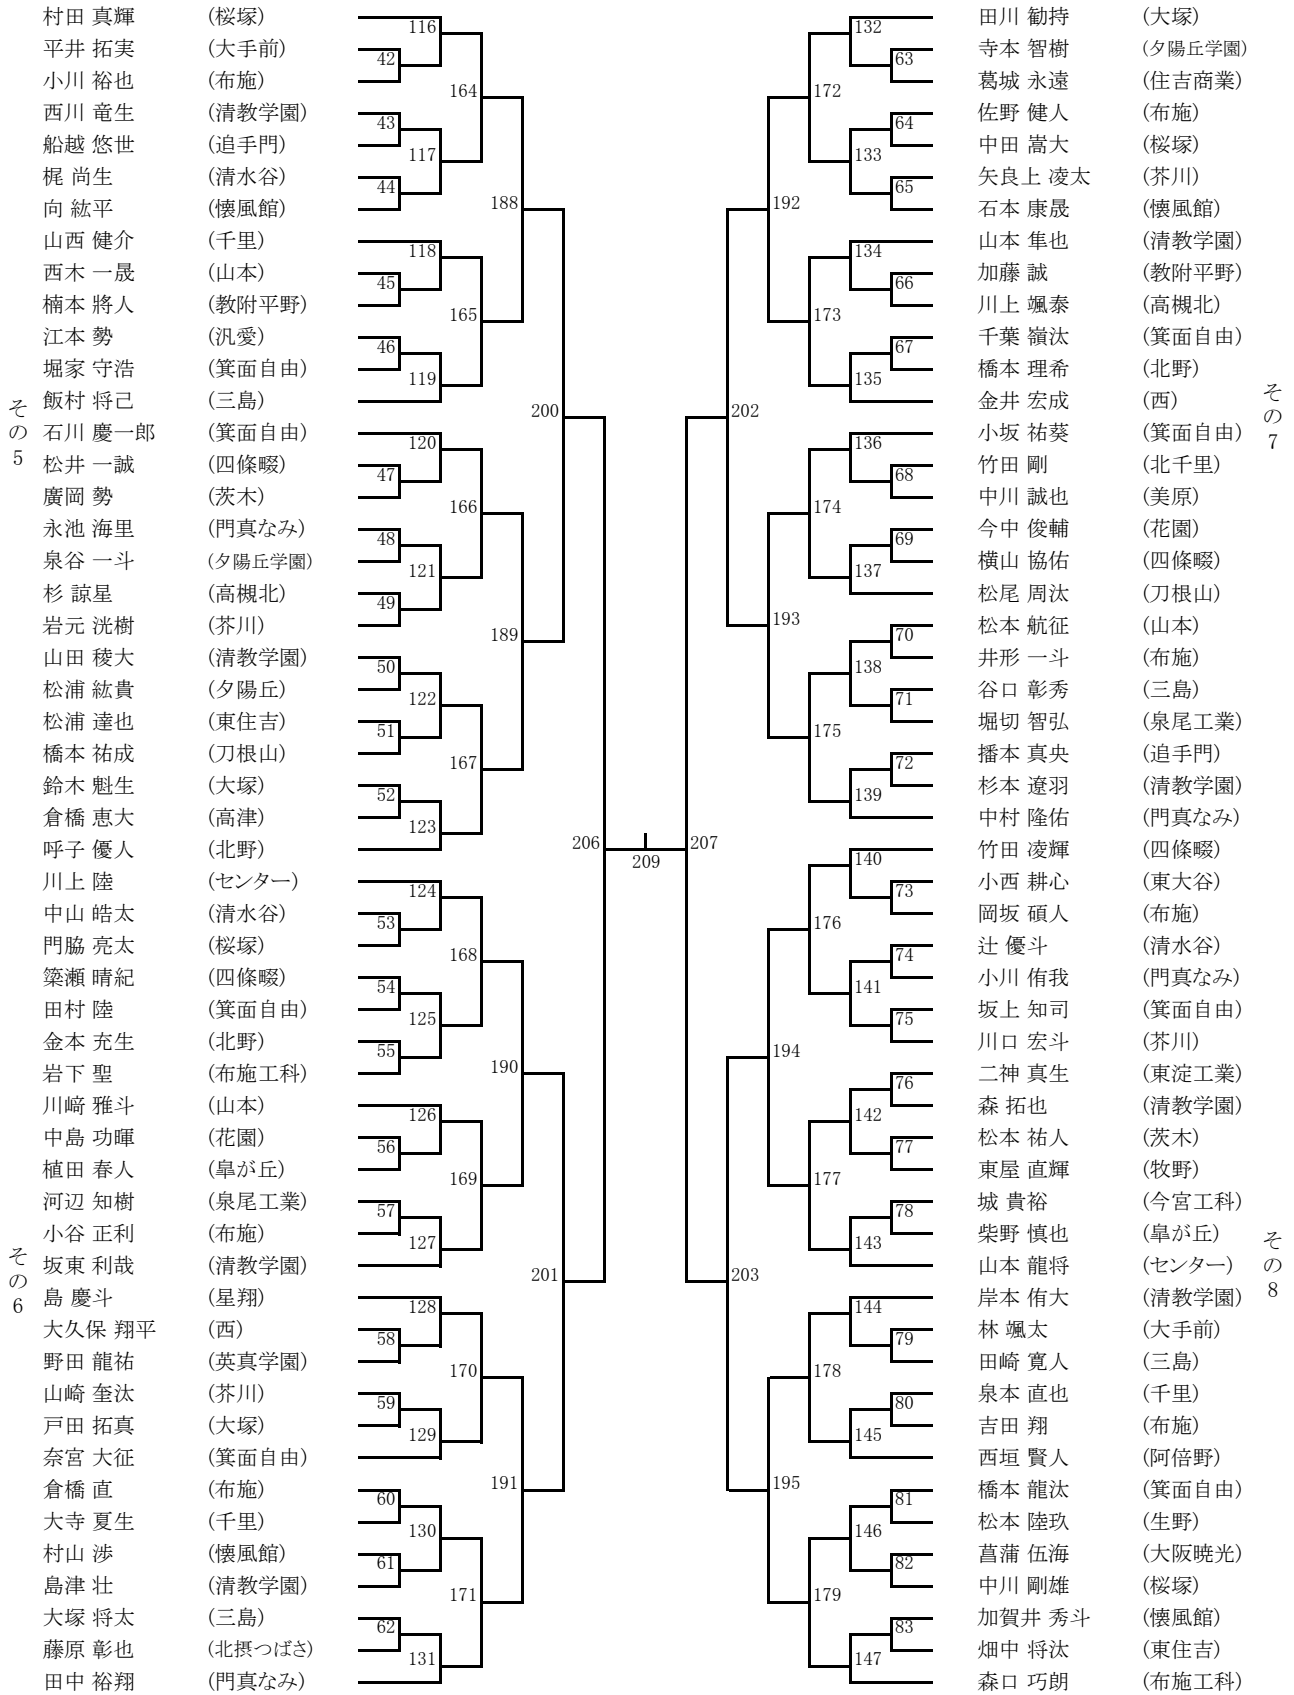 村田 真輝 (桜塚)
平井 拓実 (大手前)
小川 裕也 (布施)
西川 竜生 (清教学園)
船越 悠世 (追手門)
梶 尚生 (清水谷)
向 紘平 (懐風館)
山西 健介 (千里)
西木 一晟 (山本)
楠本 將人 (教附平野)
江本 勢 (汎愛)
堀家 守浩 (箕面自由)
飯村 将己 (三島)
石川 慶一郎 (箕面自由)
松井 一誠 (四條畷)
廣岡 勢 (茨木)
永池 海里 (門真なみ)
泉谷 一斗 (夕陽丘学園)
杉 諒星 (高槻北)
岩元 洸樹 (芥川)
山田 稜大 (清教学園)
松浦 紘貴 (夕陽丘)
松浦 達也 (東住吉)
橋本 祐成 (刀根山)
鈴木 魁生 (大塚)
倉橋 恵大 (高津)
呼子 優人 (北野)
その5
川上 陸 (センター)
中山 皓太 (清水谷)
門脇 亮太 (桜塚)
簗瀬 晴紀 (四條畷)
田村 陸 (箕面自由)
金本 充生 (北野)
岩下 聖 (布施工科)
川﨑 雅斗 (山本)
中島 功暉 (花園)
植田 春人 (皐が丘)
河辺 知樹 (泉尾工業)
小谷 正利 (布施)
坂東 利哉 (清教学園)
島 慶斗 (星翔)
大久保 翔平 (西)
野田 龍祐 (英真学園)
山崎 奎汰 (芥川)
戸田 拓真 (大塚)
奈宮 大征 (箕面自由)
倉橋 直 (布施)
大寺 夏生 (千里)
村山 渉 (懐風館)
島津 壮 (清教学園)
大塚 将太 (三島)
藤原 彰也 (北摂つばさ)
田中 裕翔 (門真なみ)
その6
42
43
44
45
46
47
48
49
50
51
52
53
54
55
56
57
58
59
60
61
62
116
117
118
119
120
121
122
123
124
125
126
127
128
129
130
131
164
165
166
167
168
169
170
171
188
189
190
191
200
201
206
209
207
202
203
192
193
194
195
172
173
174
175
176
177
178
179
132
133
134
135
136
137
138
139
140
141
142
143
144
145
146
147
63
64
65
66
67
68
69
70
71
72
73
74
75
76
77
78
79
80
81
82
83
田川 勧持 (大塚)
寺本 智樹 (夕陽丘学園)
葛城 永遠 (住吉商業)
佐野 健人 (布施)
中田 嵩大 (桜塚)
矢良上 凌太 (芥川)
石本 康晟 (懐風館)
山本 隼也 (清教学園)
加藤 誠 (教附平野)
川上 颯泰 (高槻北)
千葉 嶺汰 (箕面自由)
橋本 理希 (北野)
金井 宏成 (西)
小坂 祐葵 (箕面自由)
竹田 剛 (北千里)
中川 誠也 (美原)
今中 俊輔 (花園)
横山 協佑 (四條畷)
松尾 周汰 (刀根山)
松本 航征 (山本)
井形 一斗 (布施)
谷口 彰秀 (三島)
堀切 智弘 (泉尾工業)
播本 真央 (追手門)
杉本 遼羽 (清教学園)
中村 隆佑 (門真なみ)
その7
竹田 凌輝 (四條畷)
小西 耕心 (東大谷)
岡坂 碩人 (布施)
辻 優斗 (清水谷)
小川 侑我 (門真なみ)
坂上 知司 (箕面自由)
川口 宏斗 (芥川)
二神 真生 (東淀工業)
森 拓也 (清教学園)
松本 祐人 (茨木)
東屋 直輝 (牧野)
城 貴裕 (今宮工科)
柴野 慎也 (皐が丘)
山本 龍将 (センター)
岸本 侑大 (清教学園)
林 颯太 (大手前)
田崎 寛人 (三島)
泉本 直也 (千里)
吉田 翔 (布施)
西垣 賢人 (阿倍野)
橋本 龍汰 (箕面自由)
松本 陸玖 (生野)
菖蒲 伍海 (大阪暁光)
中川 剛雄 (桜塚)
加賀井 秀斗 (懐風館)
畑中 将汰 (東住吉)
森口 巧朗 (布施工科)
その8